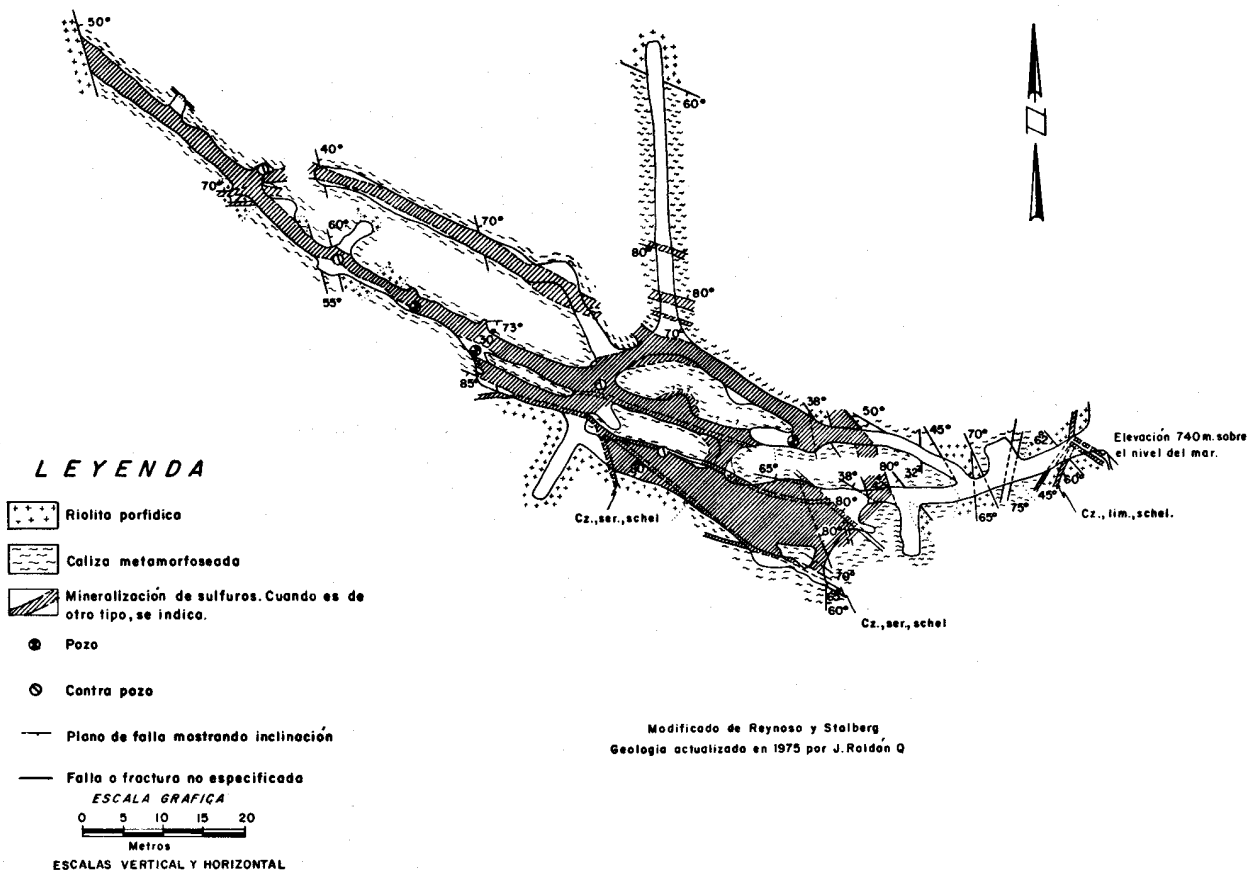 50°
60°
40°
70°
70°
60°
55°
80°
80°
70°
73°
50°
85°
38°
50°
45°
70°
62°
Elevación 740 m. sobre
el nivel del mar.
60°
45°
Cz., lim., schel.
75°
65°
32°
80°
38°
65°
80°
80°
80°
Cz., ser., schel
70°
60°
Cz., ser., schel
LEYENDA
Riolita porfídica
Caliza metamorfoseada
Mineralización de sulfuros. Cuando es de
otro tipo, se indica.
Pozo
Contra pozo
Plano de falla mostrando inclinación
Falla o fractura no especificada
ESCALA GRAFICA
0 5 10 15 20
Metros
ESCALAS VERTICAL Y HORIZONTAL
Modificado de Reynoso y Stalberg
Geología actualizada en 1975 por J. Roldán Q